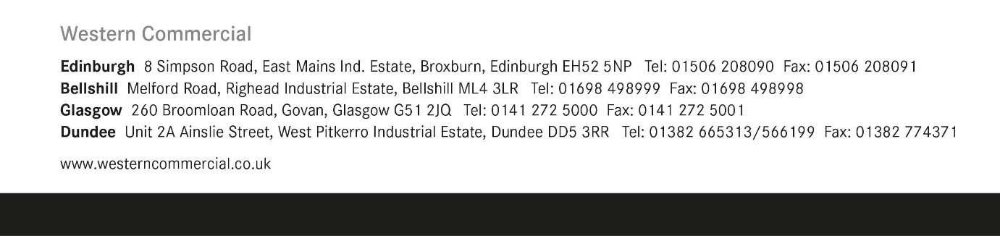 Western Commercial
Edinburgh 8 Simpson Road, East Mains Ind. Estate, Broxburn, Edinburgh EH52 5NP Tel: 01506 208090 Fax: 01506 208091
Bellshill Melford Road, Righead Industrial Estate, Bellshill ML4 3LR Tel: 01698 498999 Fax: 01698 498998
Glasgow 260 Broomloan Road, Govan, Glasgow G51 2JQ Tel: 0141 272 5000 Fax: 0141 272 5001
Dundee Unit 2A Ainslie Street, West Pitkerro Industrial Estate, Dundee DD5 3RR Tel: 01382 665313/566199 Fax: 01382 774371
www.westerncommercial.co.uk